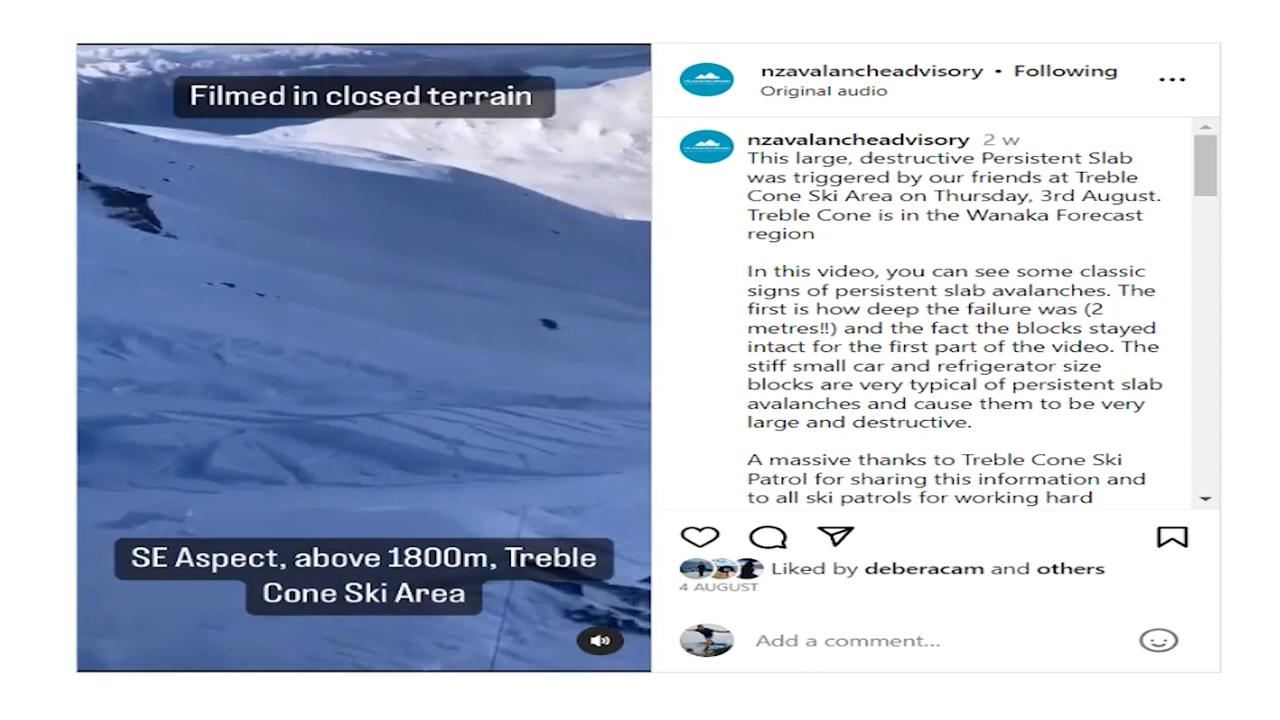 Filmed in closed terrain
SE Aspect, above 1800m, Treble
Cone Ski Area
nzavalancheadvisory • Following
Original audio
nzavalancheadvisory 2 w
This large, destructive Persistent Slab
was triggered by our friends at Treble
Cone Ski Area on Thursday, 3rd August.
Treble Cone is in the Wanaka Forecast
region
In this video, you can see some classic
signs of persistent slab avalanches. The
first is how deep the failure was (2
metres!!) and the fact the blocks stayed
intact for the first part of the video. The
stiff small car and refrigerator size
blocks are very typical of persistent slab
avalanches and cause them to be very
large and destructive.
A massive thanks to Treble Cone Ski
Patrol for sharing this information and
to all ski patrols for working hard
Liked by deberacam and others
4 AUGUST
Add a comment...